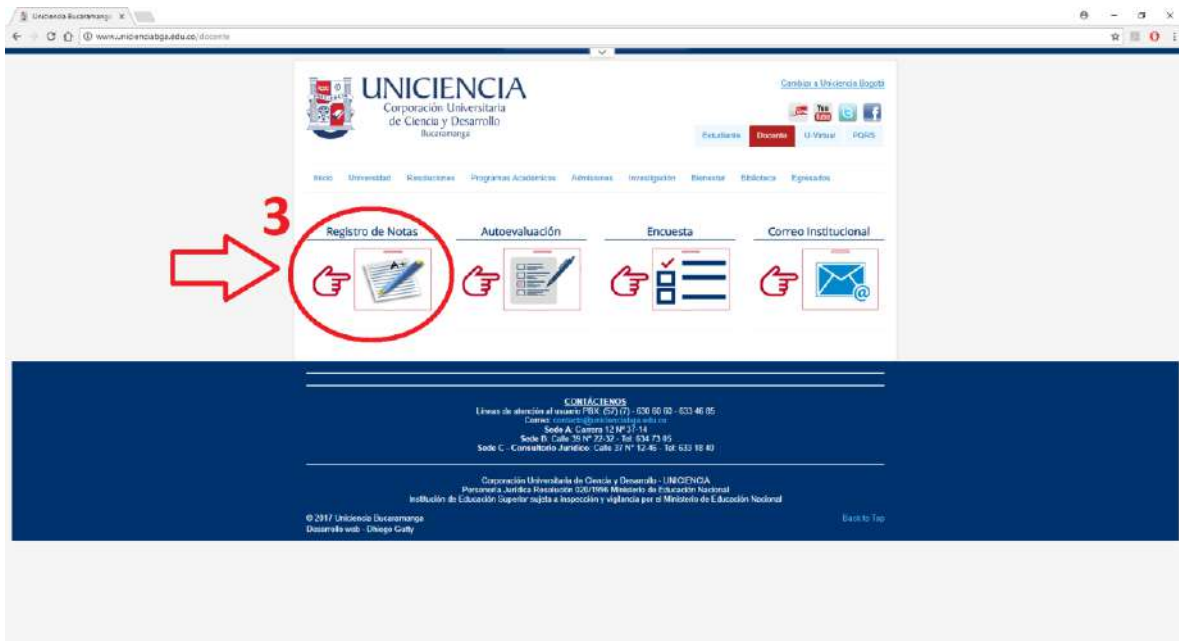 Uniciencia Bucaramanga
www.unicienciabga.edu.co/docente
UNICIENCIA
Corporación Universitaria
de Ciencia y Desarrollo
Bucaramanga
Cambiar a Uniciencia Bogotá
You
Tube
Estudiante Docente U-Virtual PQRS
Inicio Universidad Resoluciones Programas Académicos Admisiones Investigación Bienestar Biblioteca Egresados
3
Registro de Notas Autoevaluación Encuesta Correo Institucional
A+
@
CONTÁCTENOS
Líneas de atención al usuario PBX: (57) (7) - 630 60 60 - 633 46 85
Correo:
Sede A: Carrera 12 Nº 37-14
Sede B: Calle 39 Nº 22-32 - Tel: 634 73 65
Sede C - Consultorio Jurídico: Calle 37 Nº 12-46 - Tel: 633 18 40
Corporación Universitaria de Ciencia y Desarrollo - UNICIENCIA
Personería Jurídica Resolución 020/1996 Ministerio de Educación Nacional
Institución de Educación Superior sujeta a inspección y vigilancia por el Ministerio de Educación Nacional
© 2017 Uniciencia Bucaramanga
Desarrollo web - Dhiego Gatty
Back to Top